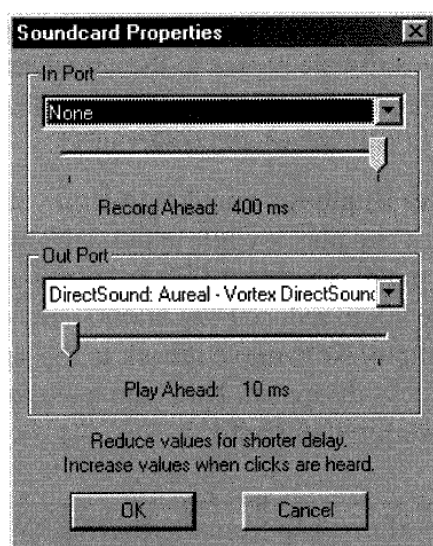 Soundcard Properties
In Port
None
Record Ahead: 400 ms
Out Port
DirectSound: Aureal - Vortex DirectSound
Play Ahead: 10 ms
Reduce values for shorter delay.
Increase values when clicks are heard.
OK
Cancel